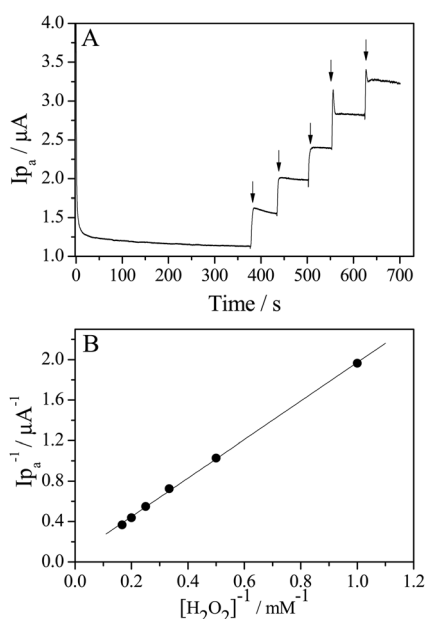 A
Ip_a / μA
4.0
3.5
3.0
2.5
2.0
1.5
1.0
0 100 200 300 400 500 600 700
Time / s
B
Ip_a^-1 / μA^-1
2.0
1.6
1.2
0.8
0.4
0.0
0.0 0.2 0.4 0.6 0.8 1.0 1.2
[H_2O_2]^-1 / mM^-1